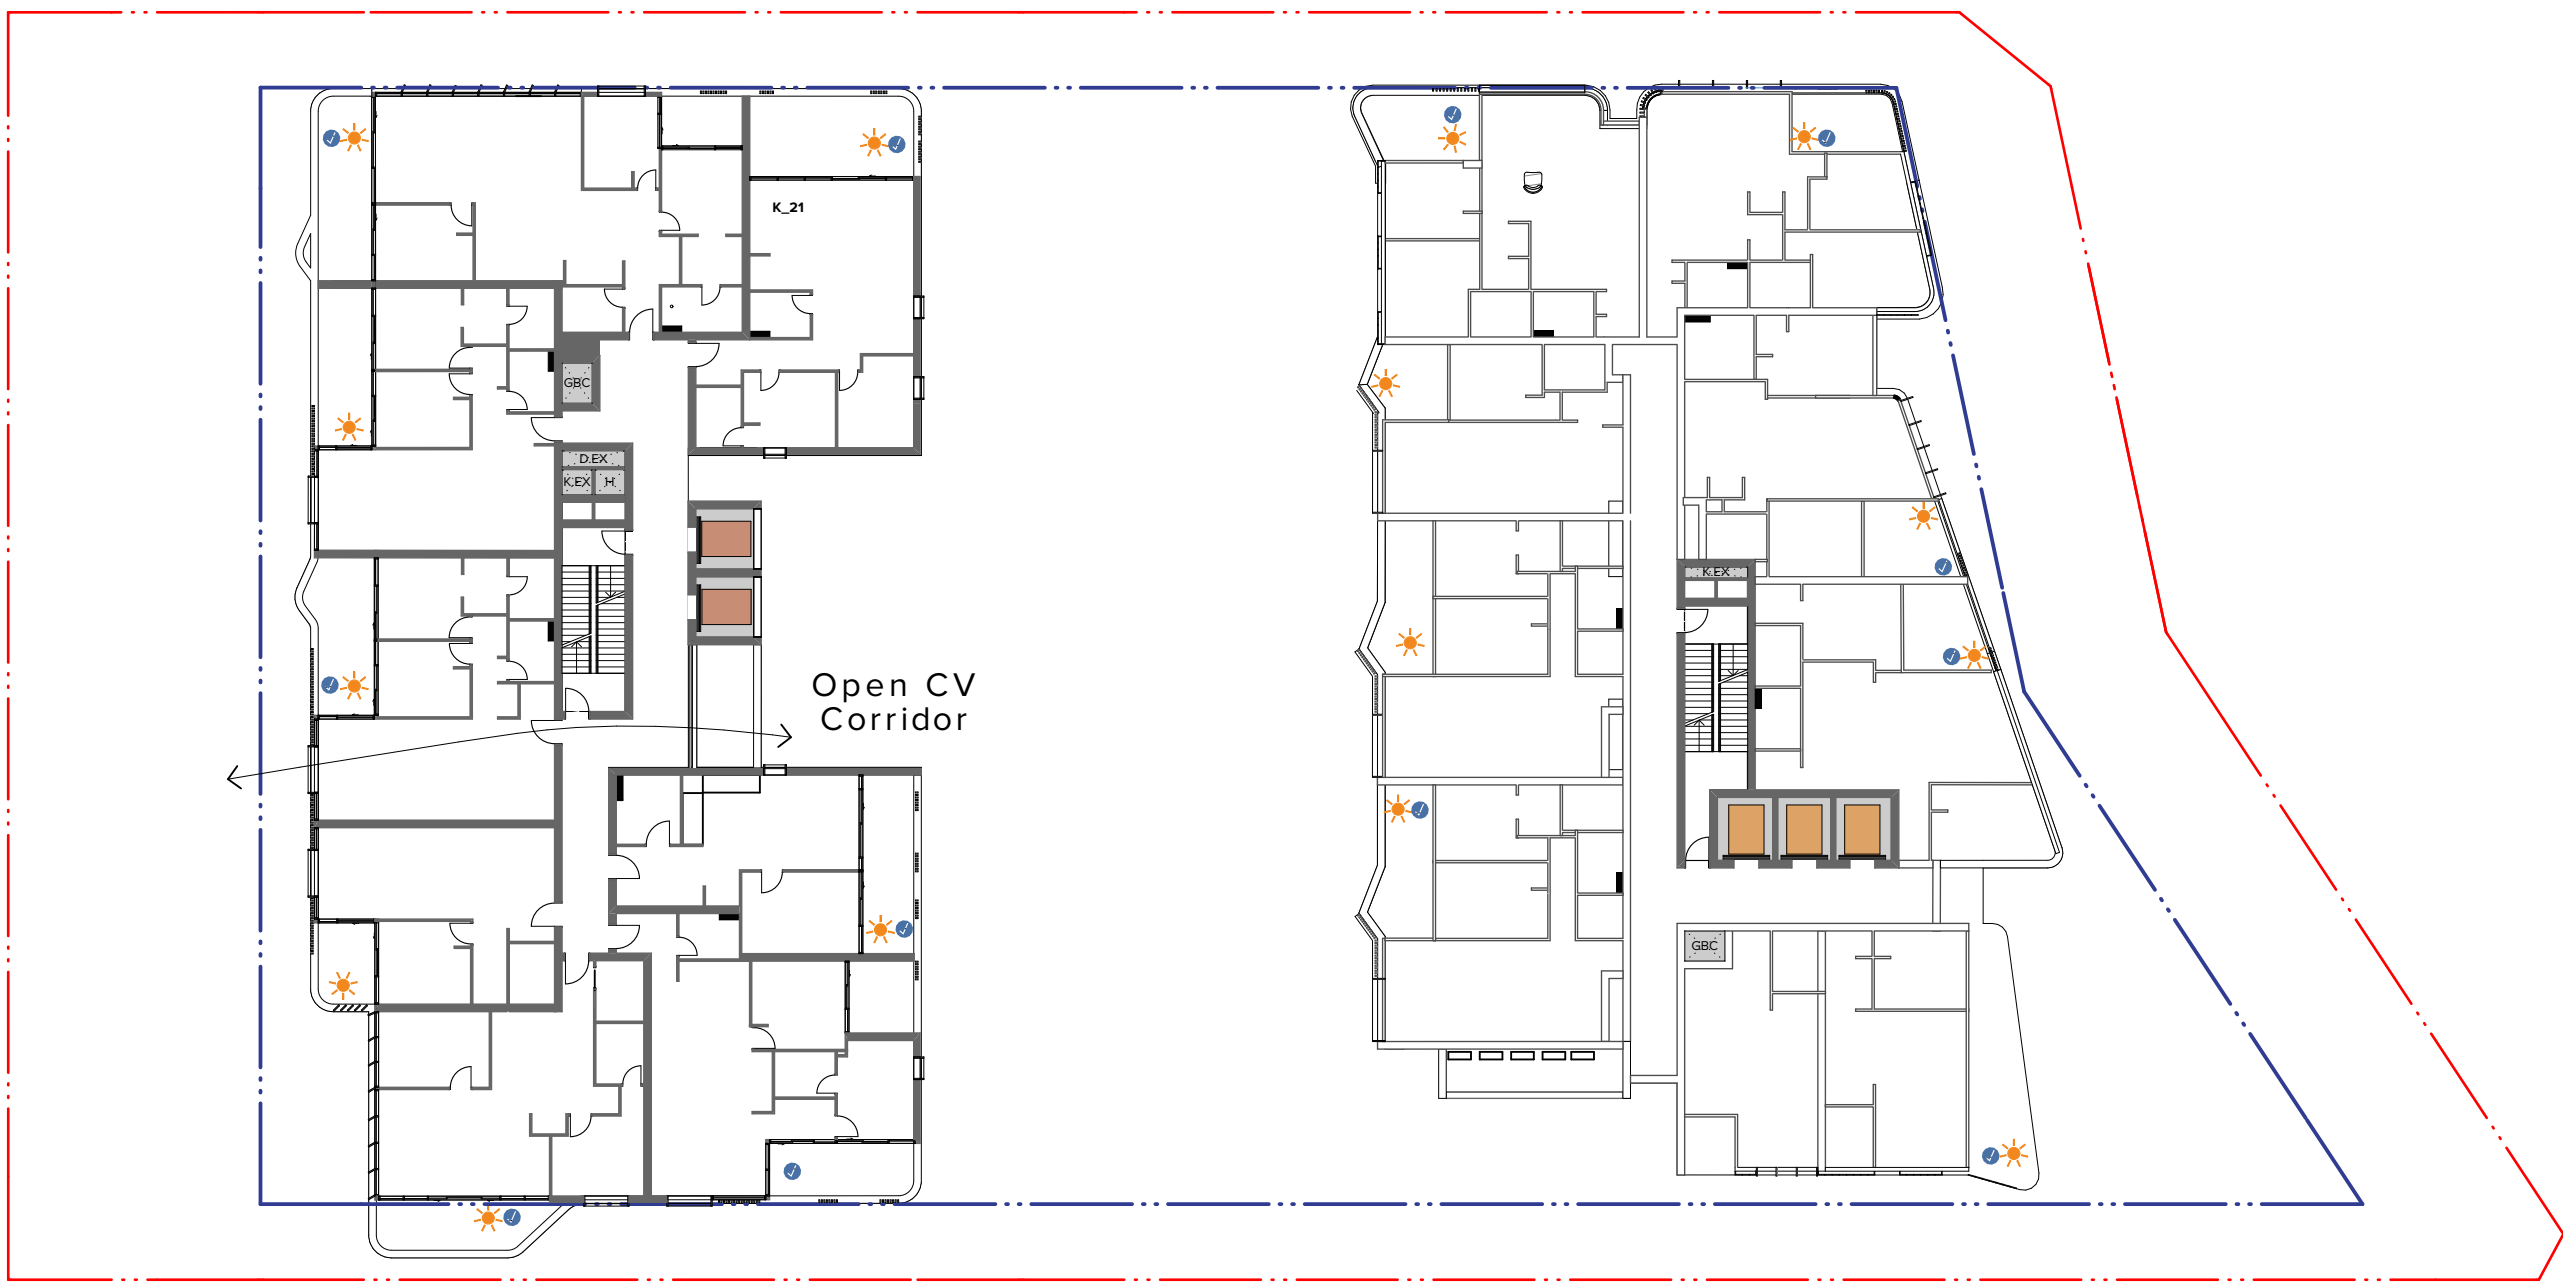 K_21
GBC
D.EX
K.EX H
K.EX
Open CV
Corridor
GBC